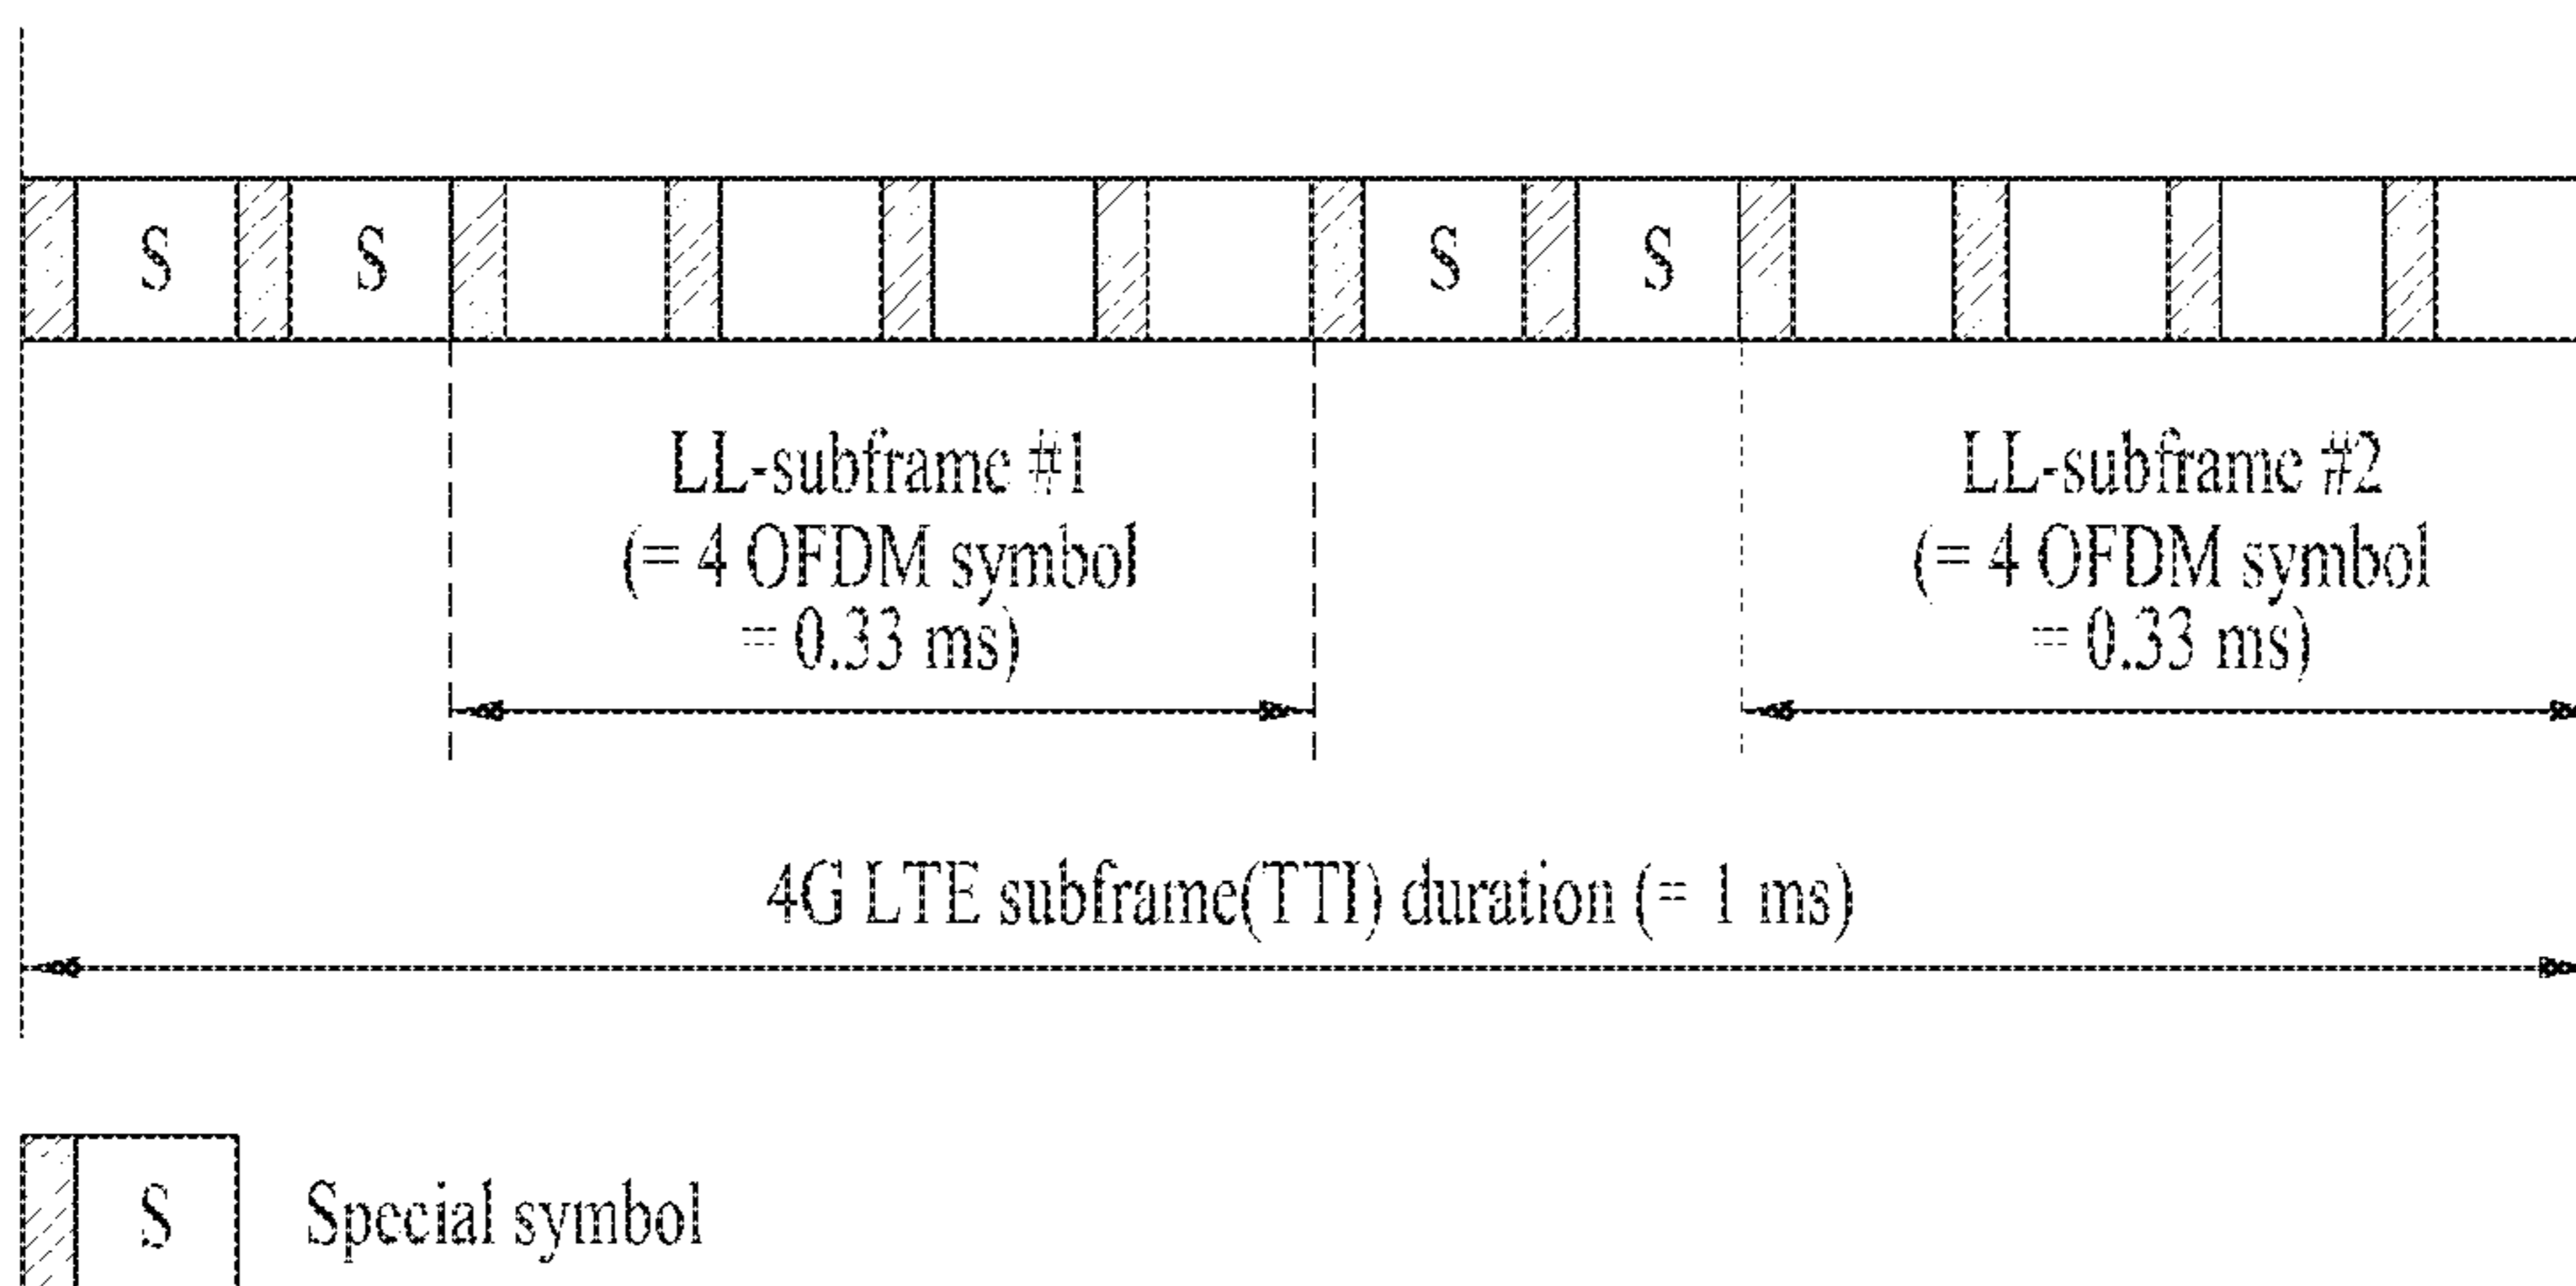 S S S S
LL-subframe #1
(= 4 OFDM symbol
= 0.33 ms)
LL-subframe #2
(= 4 OFDM symbol
= 0.33 ms)
4G LTE subframe(TTI) duration (= 1 ms)
S Special symbol